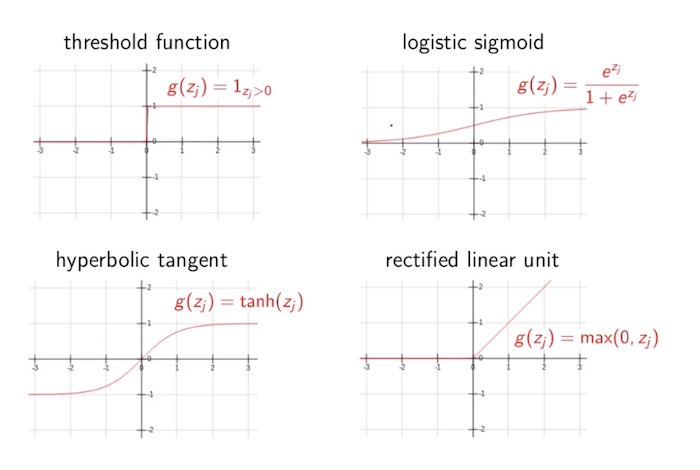 threshold function
g(z_j) = 1_{z_j>0}
2
1
-3 -2 -1 0 1 2 3
-1
-2
logistic sigmoid
g(z_j) = e^{z_j} / (1 + e^{z_j})
2
1
0
-3 -2 -1 0 1 2 3
-1
-2
hyperbolic tangent
g(z_j) = tanh(z_j)
2
1
0
-3 -2 -1 0 1 2 3
-1
-2
rectified linear unit
2
1
g(z_j) = max(0, z_j)
0
-3 -2 -1 0 1 2 3
-1
-2